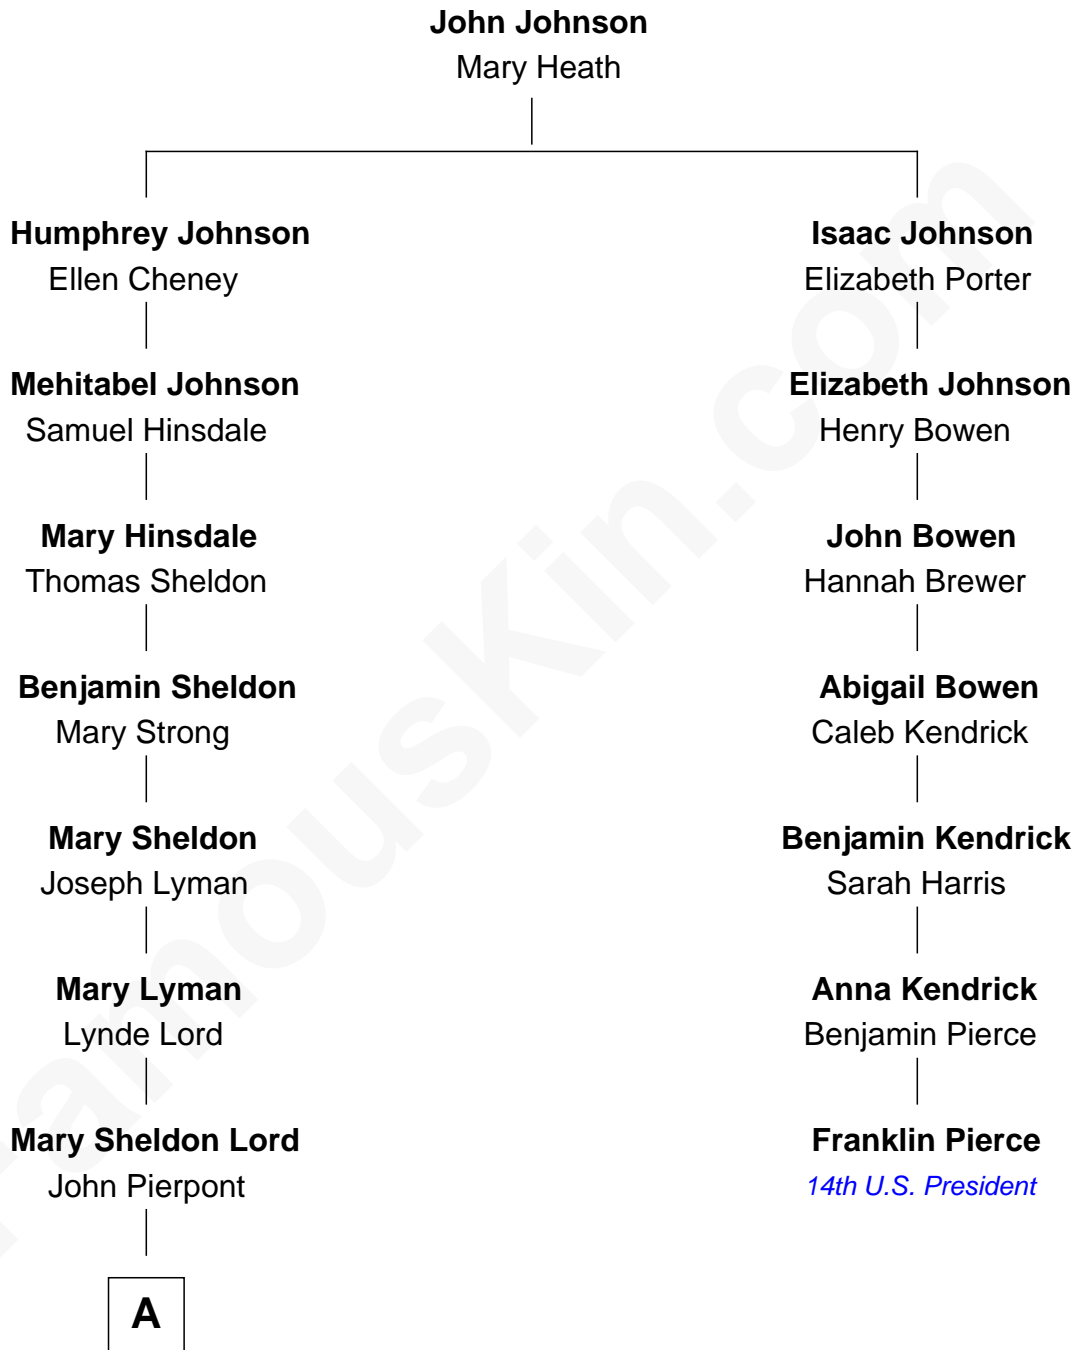 John Johnson
Mary Heath
Humphrey Johnson
Ellen Cheney
Isaac Johnson
Elizabeth Porter
Mehitabel Johnson
Samuel Hinsdale
Elizabeth Johnson
Henry Bowen
Mary Hinsdale
Thomas Sheldon
John Bowen
Hannah Brewer
Benjamin Sheldon
Mary Strong
Abigail Bowen
Caleb Kendrick
Mary Sheldon
Joseph Lyman
Benjamin Kendrick
Sarah Harris
Mary Lyman
Lynde Lord
Anna Kendrick
Benjamin Pierce
Mary Sheldon Lord
John Pierpont
Franklin Pierce
14th U.S. President
A
FamousKin.com